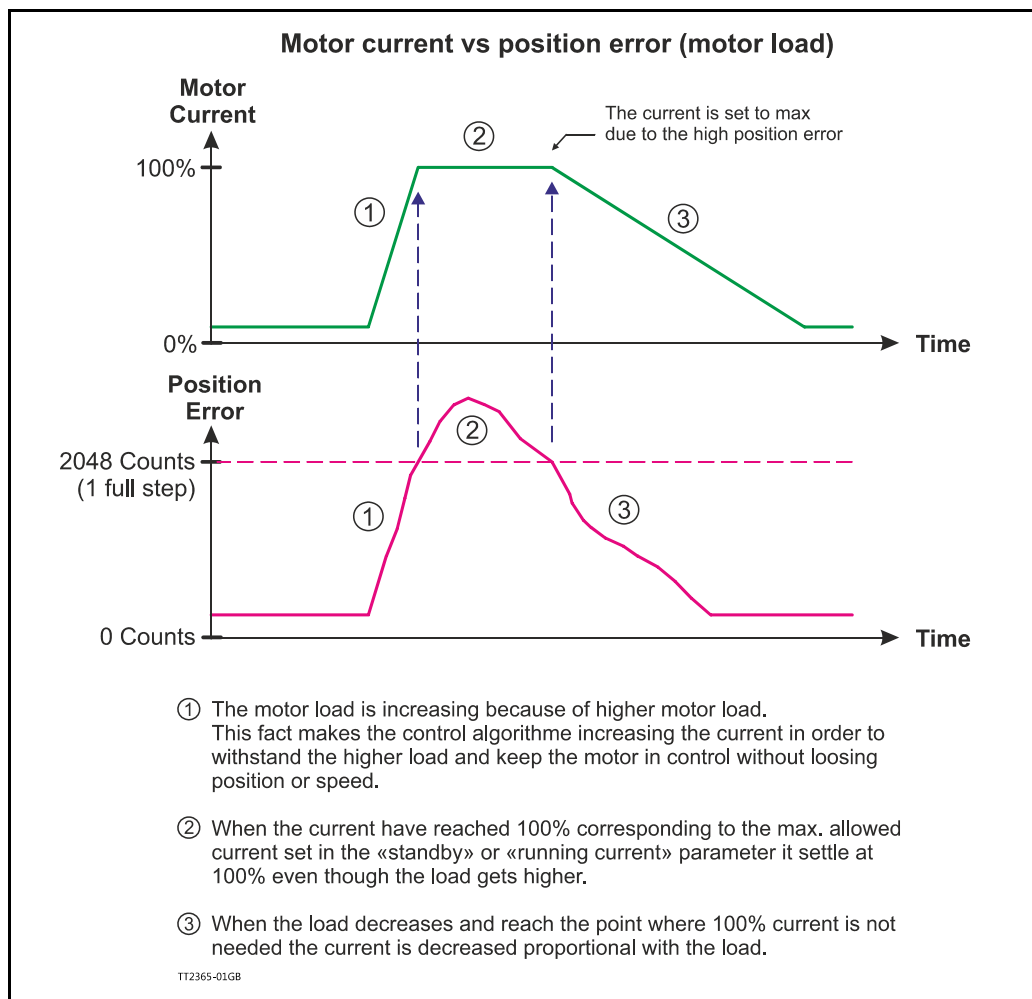 Motor current vs position error (motor load)
Motor
Current
The current is set to max
due to the high position error
②
100%
①
③
0%
Time
Position
Error
②
2048 Counts
(1 full step)
①
③
0 Counts
Time
① The motor load is increasing because of higher motor load.
This fact makes the control algorithme increasing the current in order to
withstand the higher load and keep the motor in control without loosing
position or speed.
② When the current have reached 100% corresponding to the max. allowed
current set in the «standby» or «running current» parameter it settle at
100% even though the load gets higher.
③ When the load decreases and reach the point where 100% current is not
needed the current is decreased proportional with the load.
TT2365-01GB